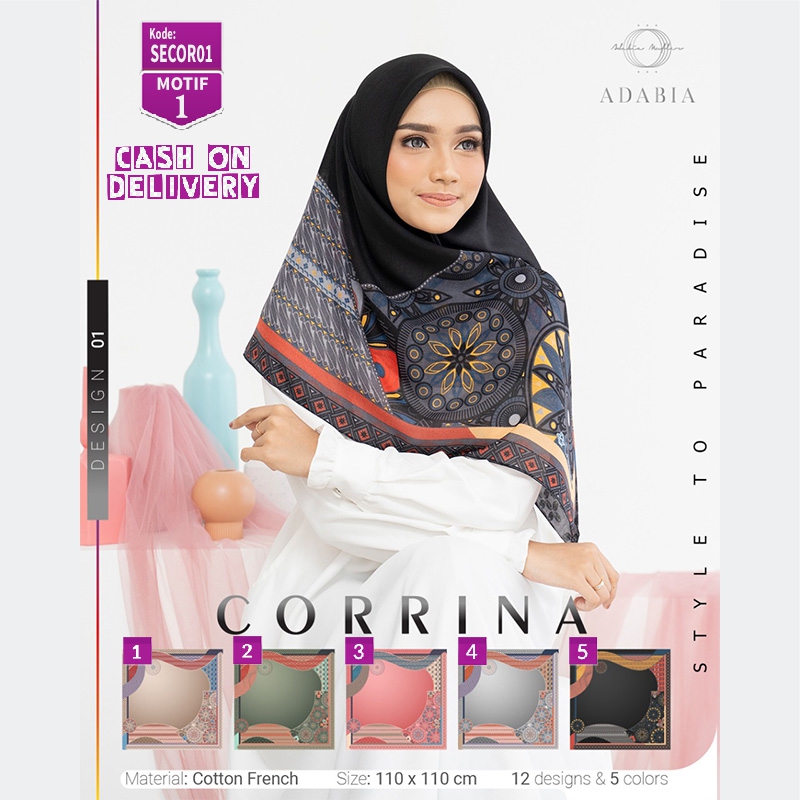 Kode:
SECOR01
MOTIF
1
CASH ON
DELIVERY
ADABIA
STYLE TO PARADISE
DESIGN 01
CORRINA
1
2
3
4
5
Material: Cotton French
Size: 110 x 110 cm
12 designs & 5 colors